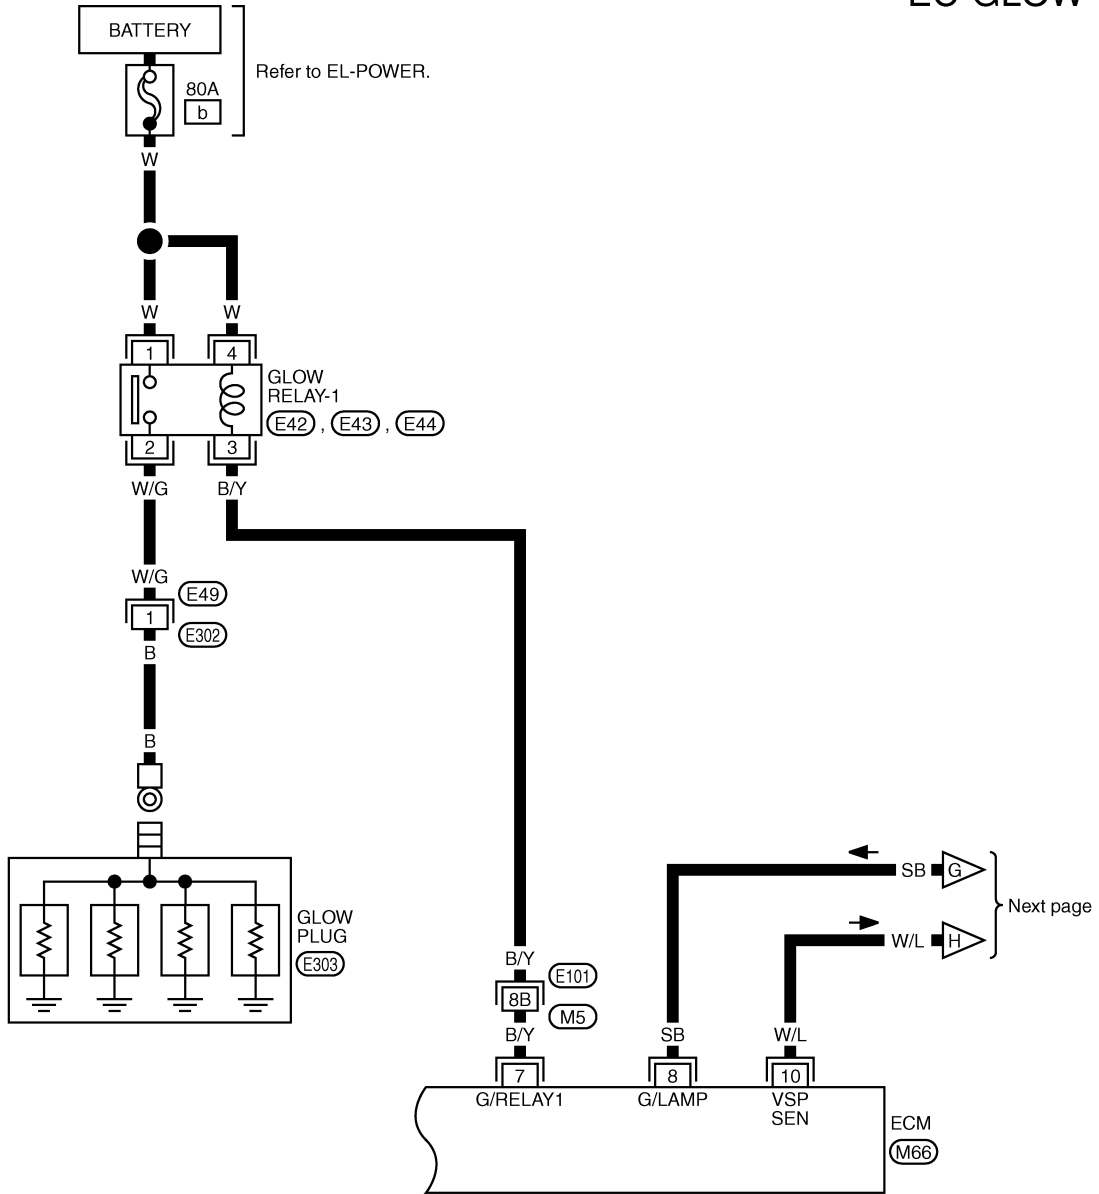 EC-GLOW
BATTERY
Refer to EL-POWER.
80A
b
W
W
W
1
4
GLOW
RELAY-1
E42 , E43 , E44
2
3
W/G
B/Y
W/G
E49
1
E302
B
B
GLOW
PLUG
E303
SB
G
Next page
W/L
H
B/Y
E101
8B
M5
B/Y
SB
W/L
7
8
10
G/RELAY1
G/LAMP
VSP
SEN
ECM
M66